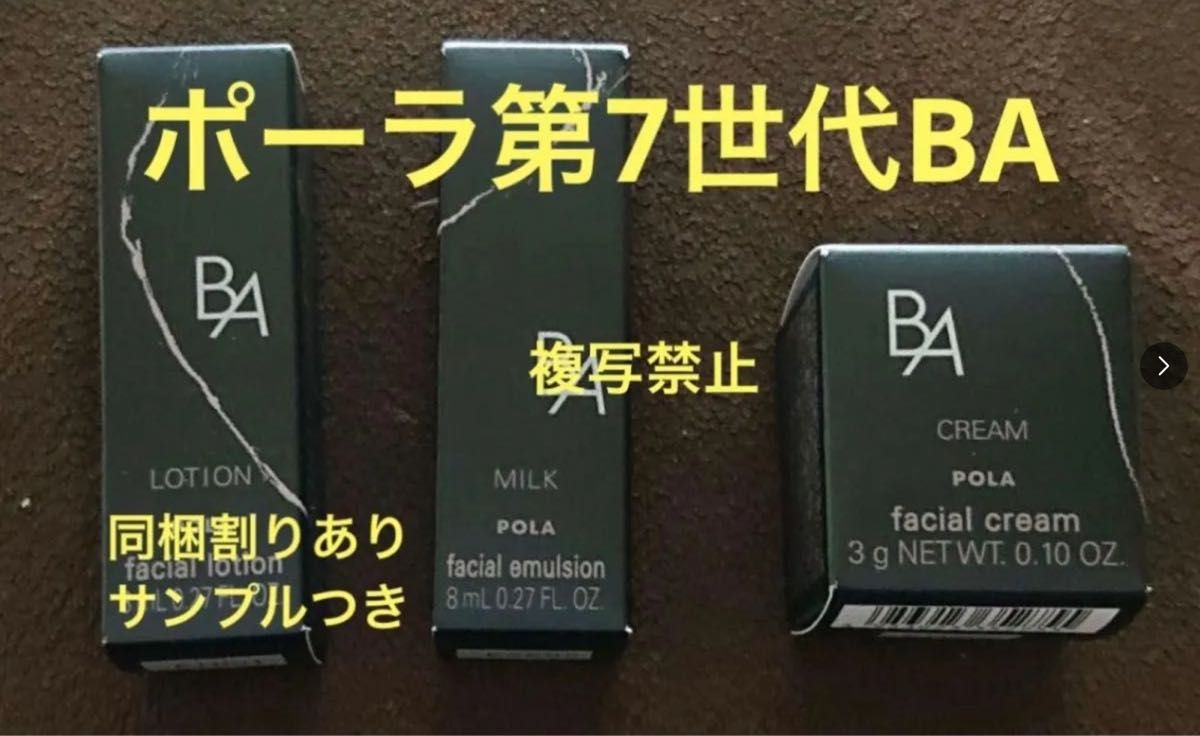 ポーラ第7世代BA
BA
LOTION
facial lotion
同梱割りあり
サンプルつき
BA
複写禁止
MILK
POLA
facial emulsion
8 mL 0.27 FL. OZ.
BA
CREAM
POLA
facial cream
3 g NET WT. 0.10 OZ.